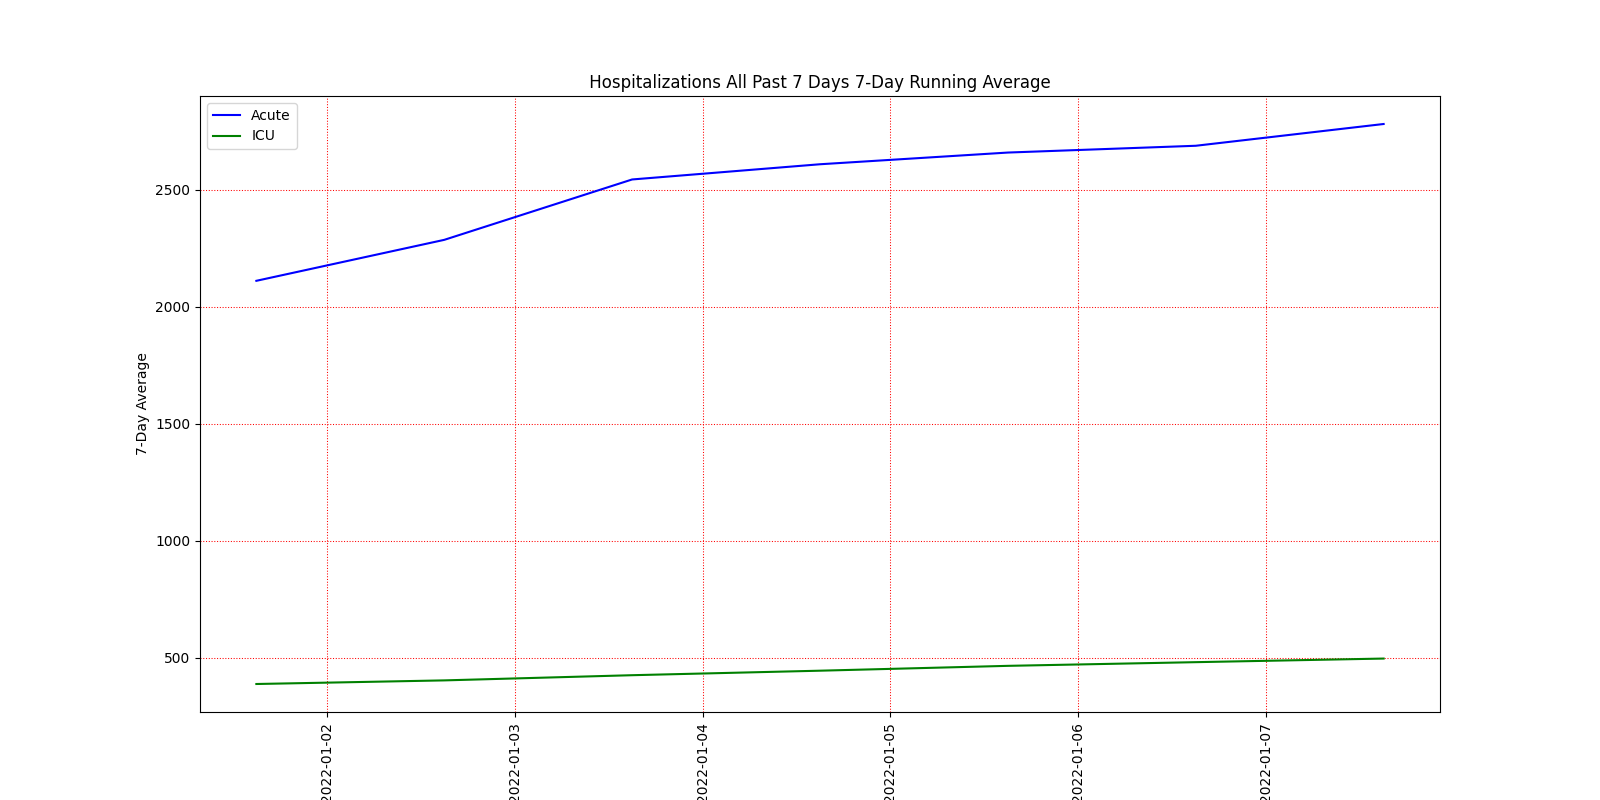 Hospitalizations All Past 7 Days 7-Day Running Average
Acute
ICU
7-Day Average
2500
2000
1500
1000
500
2022-01-02
2022-01-03
2022-01-04
2022-01-05
2022-01-06
2022-01-07